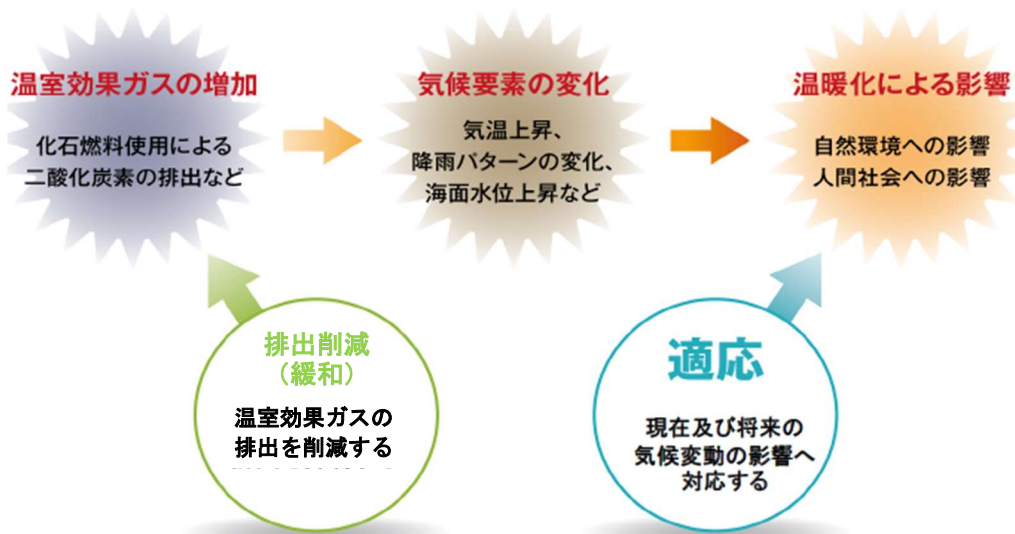 温室効果ガスの増加
化石燃料使用による
二酸化炭素の排出など
気候要素の変化
気温上昇、
降雨パターンの変化、
海面水位上昇など
温暖化による影響
自然環境への影響
人間社会への影響
排出削減
（緩和）
温室効果ガスの
排出を削減する
適応
現在及び将来の
気候変動の影響へ
対応する